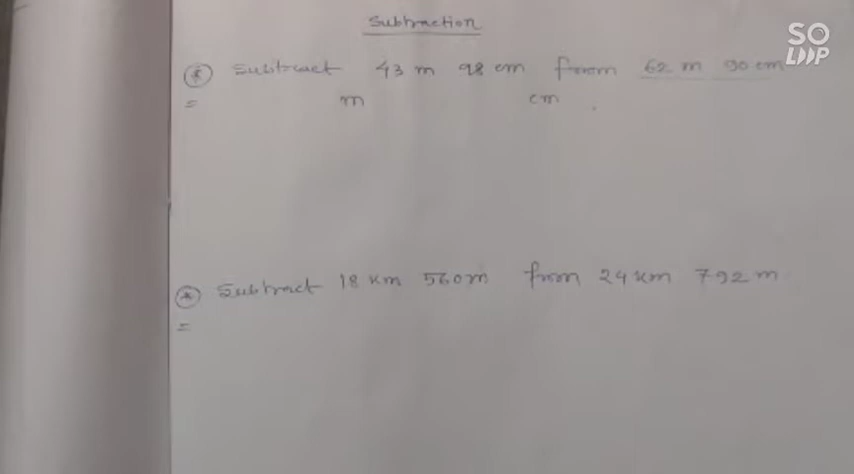 Subtraction
SO
LOOP
* Subtract 43 m 98 cm from 62 m 90 cm
= m cm
* Subtract 18 km 560 m from 24 km 792 m
=